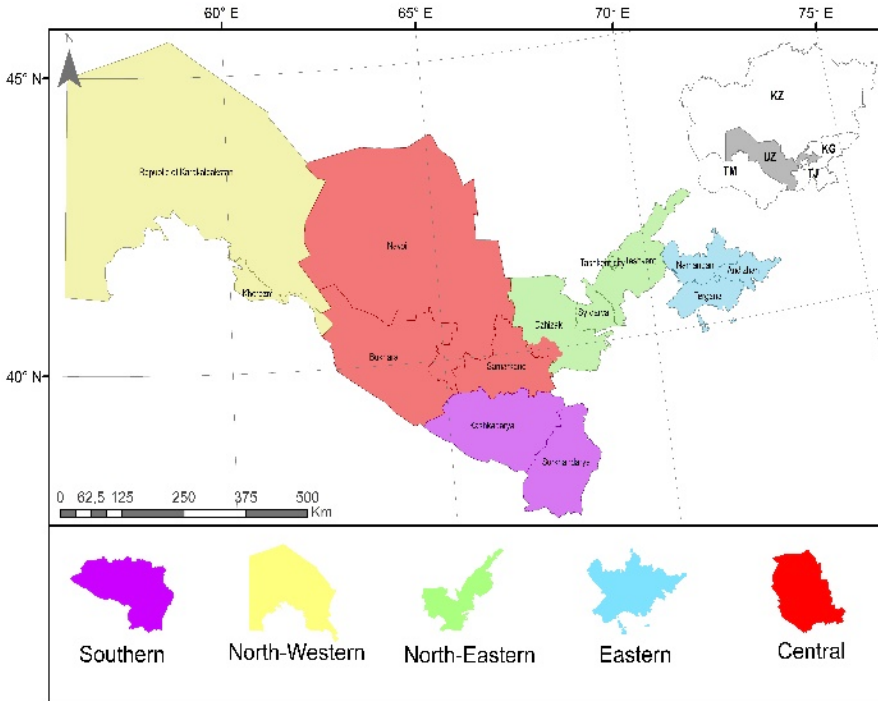 60° E 65° E 70° E 75° E
N
45° N
40° N
KZ
UZ
KG
TM
TJ
Republic of Karakalpakstan
Khorezm
Navoi
Bukhara
Samarkand
Tashkent city
Tashkent
Syrdarya
Dzhizak
Namangan
Andizhan
Fergana
Kashkadarya
Surkhandarya
0 62,5 125 250 375 500
Km
Southern
North-Western
North-Eastern
Eastern
Central